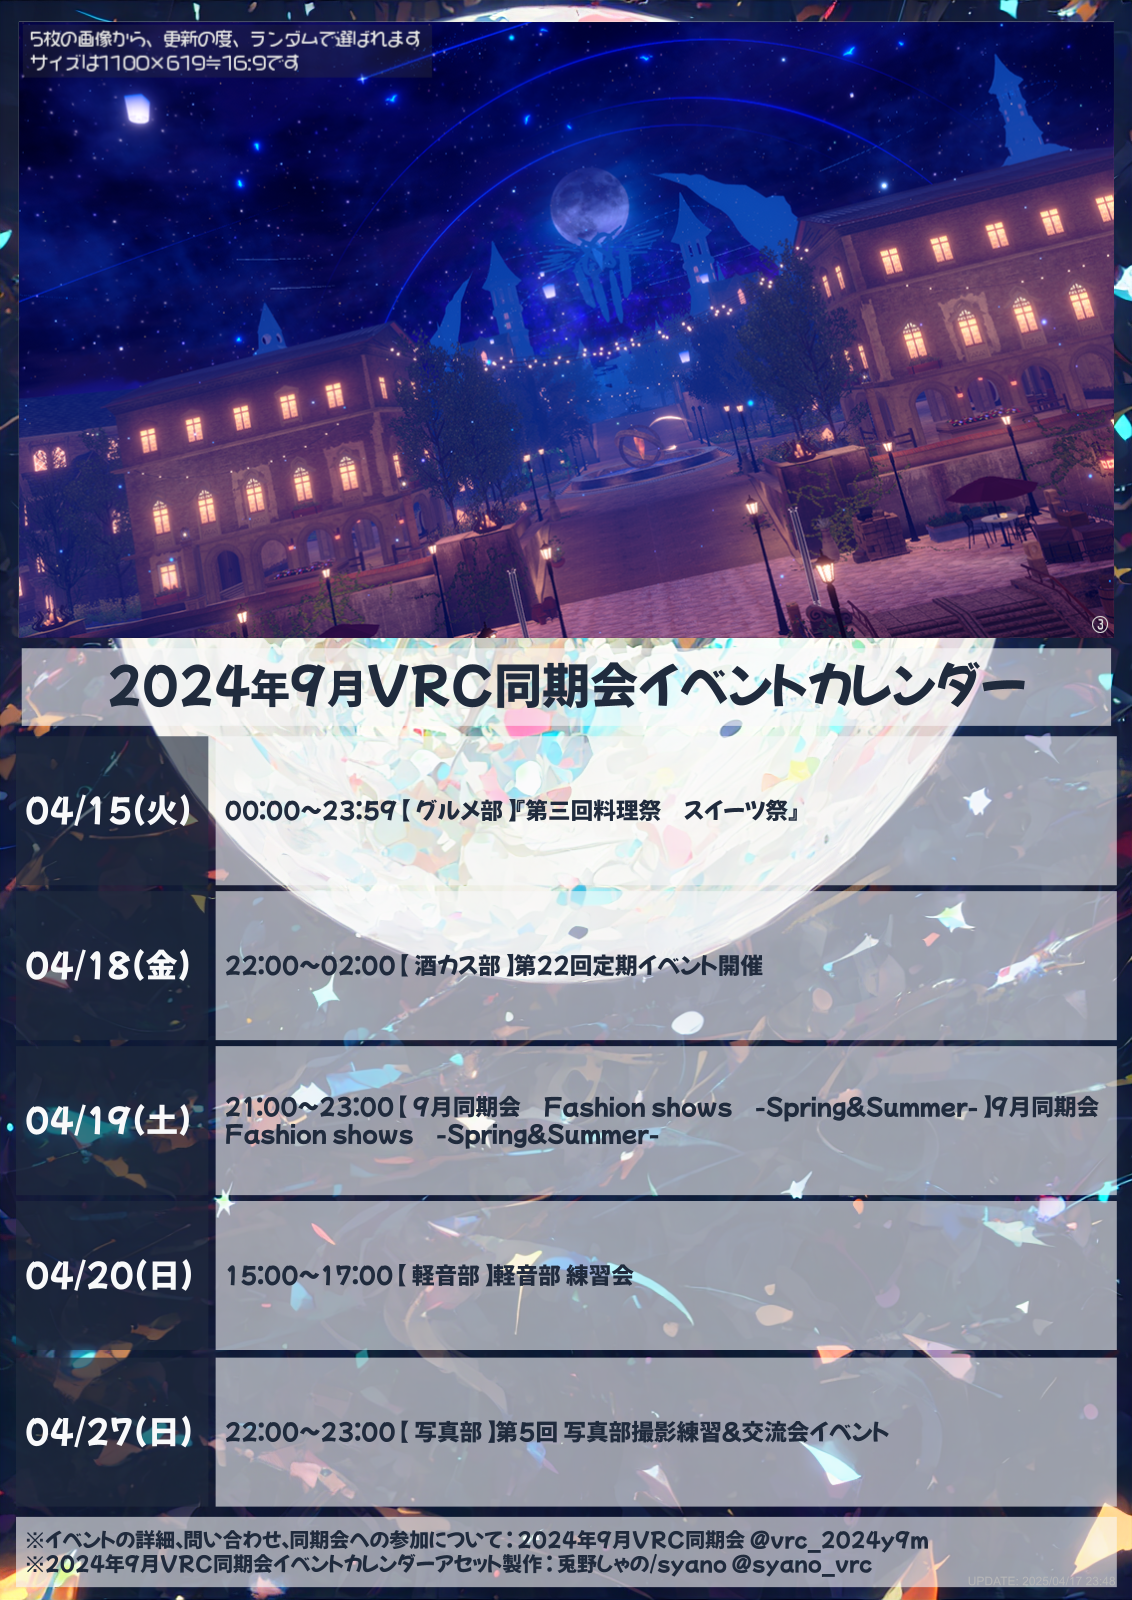 5枚の画像から、更新の度、ランダムで選ばれます
サイズは1100×619≒16:9です
③
2024年9月VRC同期会イベントカレンダー
04/15(火)
00:00～23:59【 グルメ部 】『第三回料理祭　スイーツ祭』
04/18(金)
22:00～02:00【 酒カス部 】第22回定期イベント開催
04/19(土)
21:00～23:00【 9月同期会　Fashion shows　-Spring&Summer- 】9月同期会
Fashion shows　-Spring&Summer-
04/20(日)
15:00～17:00【 軽音部 】軽音部 練習会
04/27(日)
22:00～23:00【 写真部 】第5回 写真部撮影練習&交流会イベント
※イベントの詳細、問い合わせ、同期会への参加について：2024年9月VRC同期会 @vrc_2024y9m
※2024年9月VRC同期会イベントカレンダーアセット製作：兎野しゃの/syano @syano_vrc
UPDATE: 2025/04/17 23:48